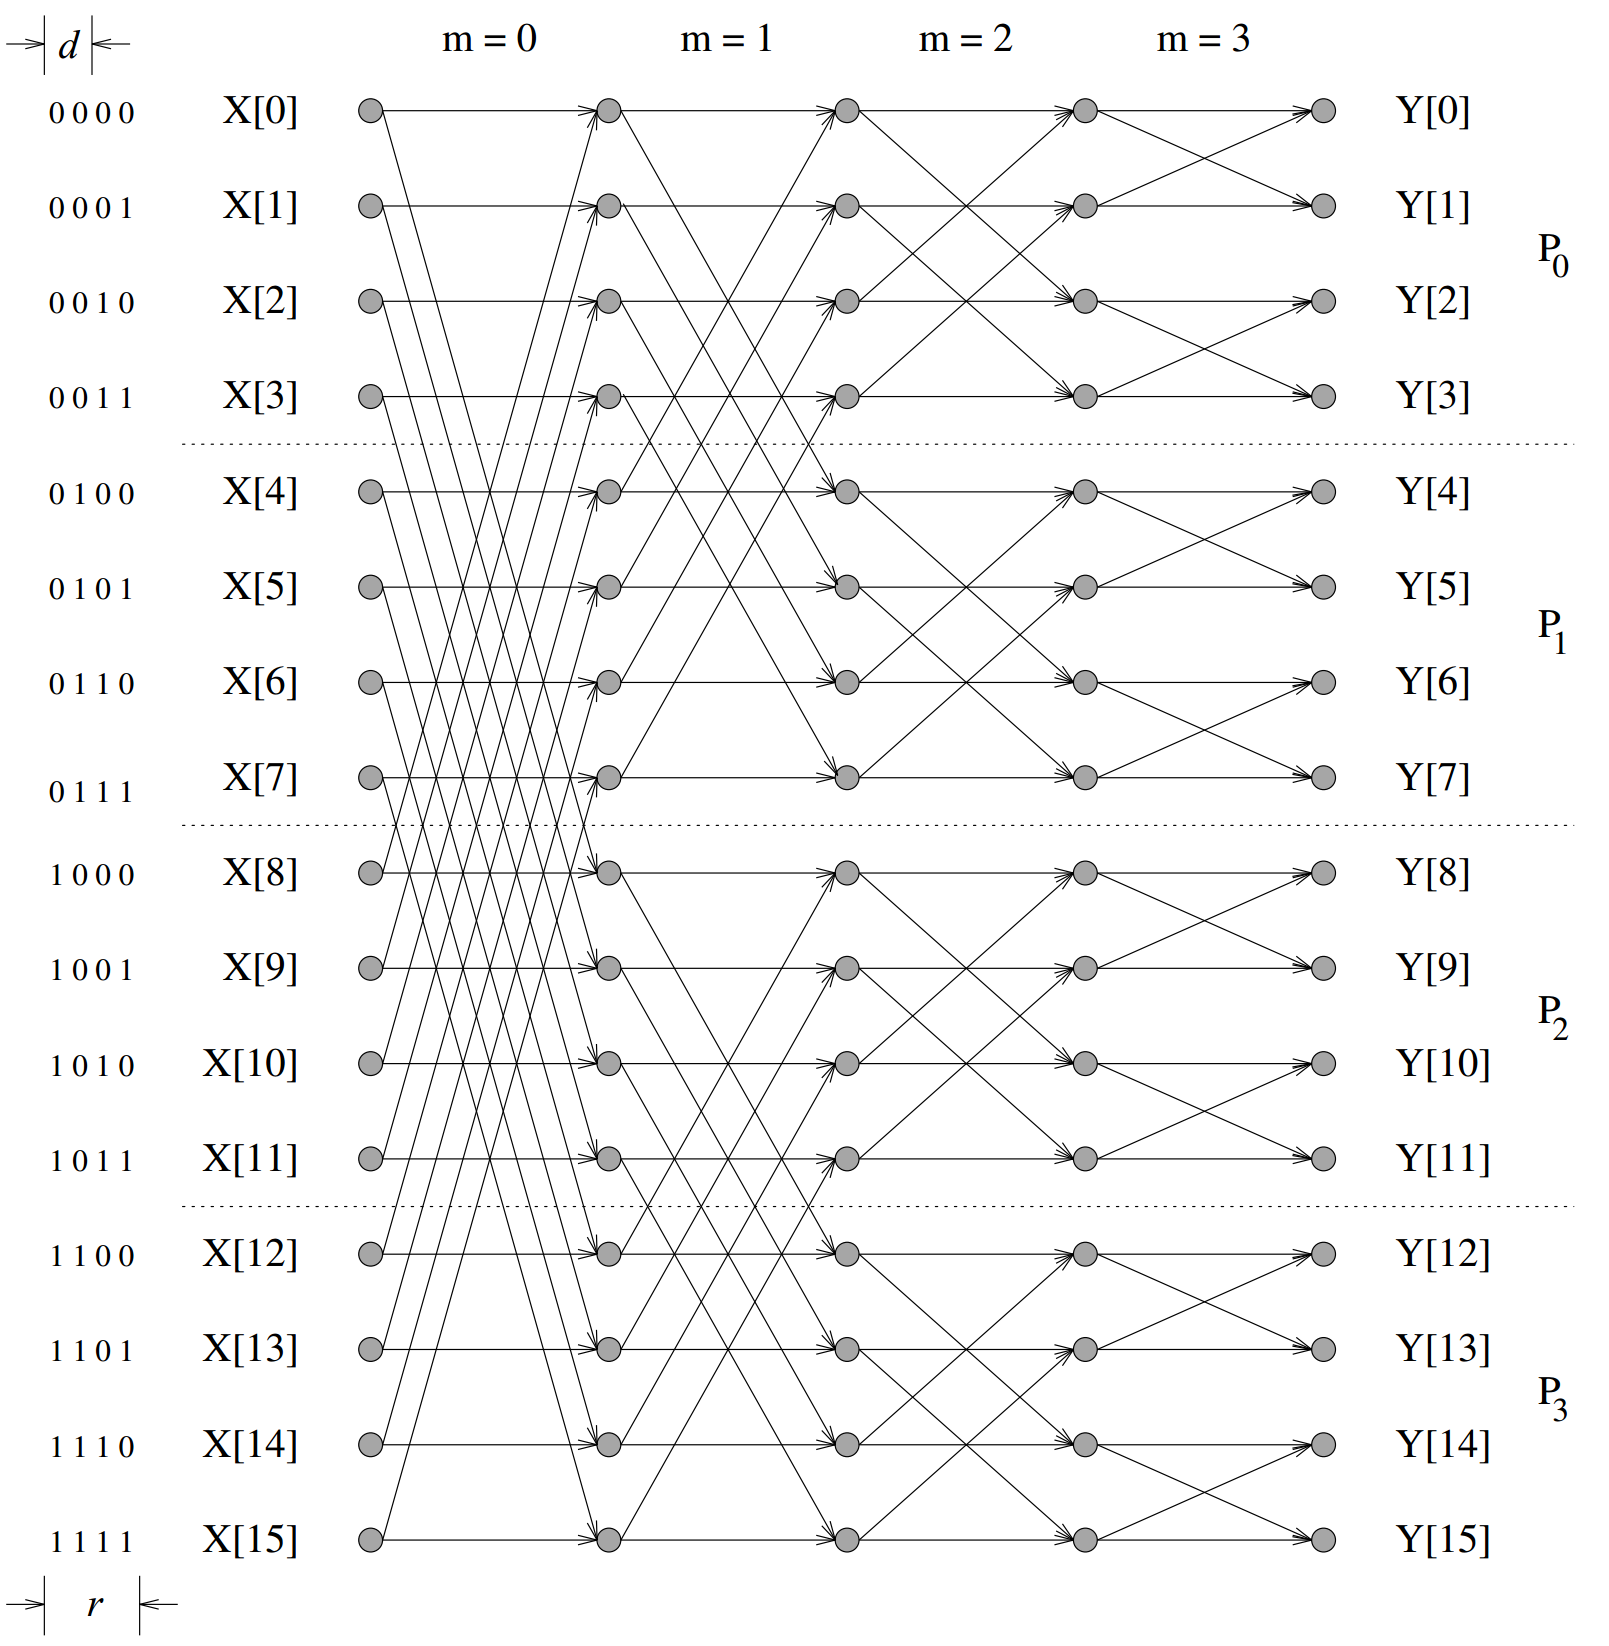 d m = 0 m = 1 m = 2 m = 3
0 0 0 0 X[0] Y[0]
0 0 0 1 X[1] Y[1]
P0
0 0 1 0 X[2] Y[2]
0 0 1 1 X[3] Y[3]
0 1 0 0 X[4] Y[4]
0 1 0 1 X[5] Y[5]
P1
0 1 1 0 X[6] Y[6]
0 1 1 1 X[7] Y[7]
1 0 0 0 X[8] Y[8]
1 0 0 1 X[9] Y[9]
P2
1 0 1 0 X[10] Y[10]
1 0 1 1 X[11] Y[11]
1 1 0 0 X[12] Y[12]
1 1 0 1 X[13] Y[13]
P3
1 1 1 0 X[14] Y[14]
1 1 1 1 X[15] Y[15]
r